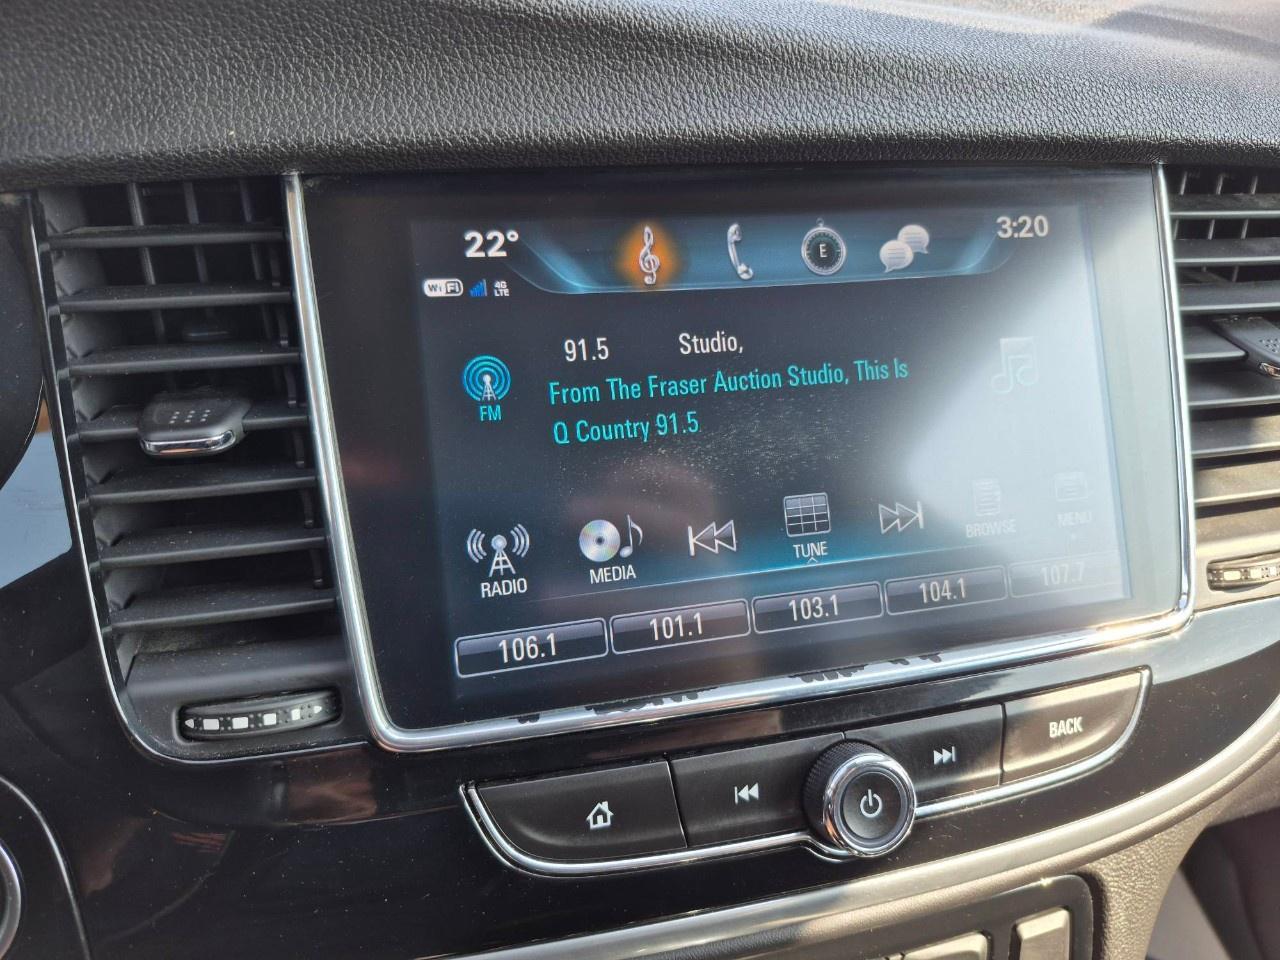 22° 3:20
E
WiFi 4G LTE
91.5 Studio,
FM
From The Fraser Auction Studio, This Is
Q Country 91.5
RADIO MEDIA TUNE BROWSE MENU
106.1 101.1 103.1 104.1 107.7
BACK